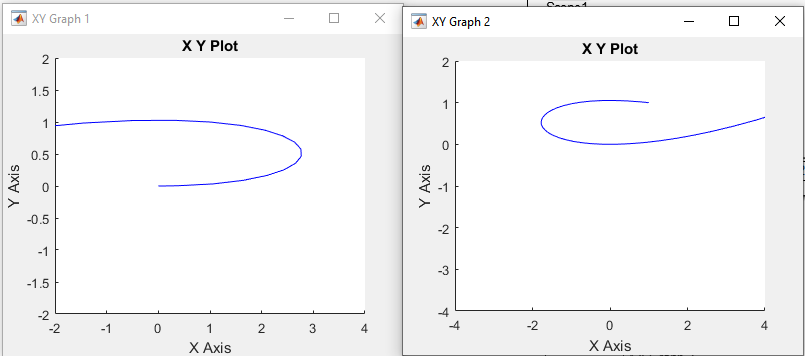 XY Graph 1
X Y Plot
2
1.5
1
0.5
0
-0.5
-1
-1.5
-2
Y Axis
-2 -1 0 1 2 3 4
X Axis
XY Graph 2
X Y Plot
2
1
0
-1
-2
-3
-4
Y Axis
-4 -2 0 2 4
X Axis